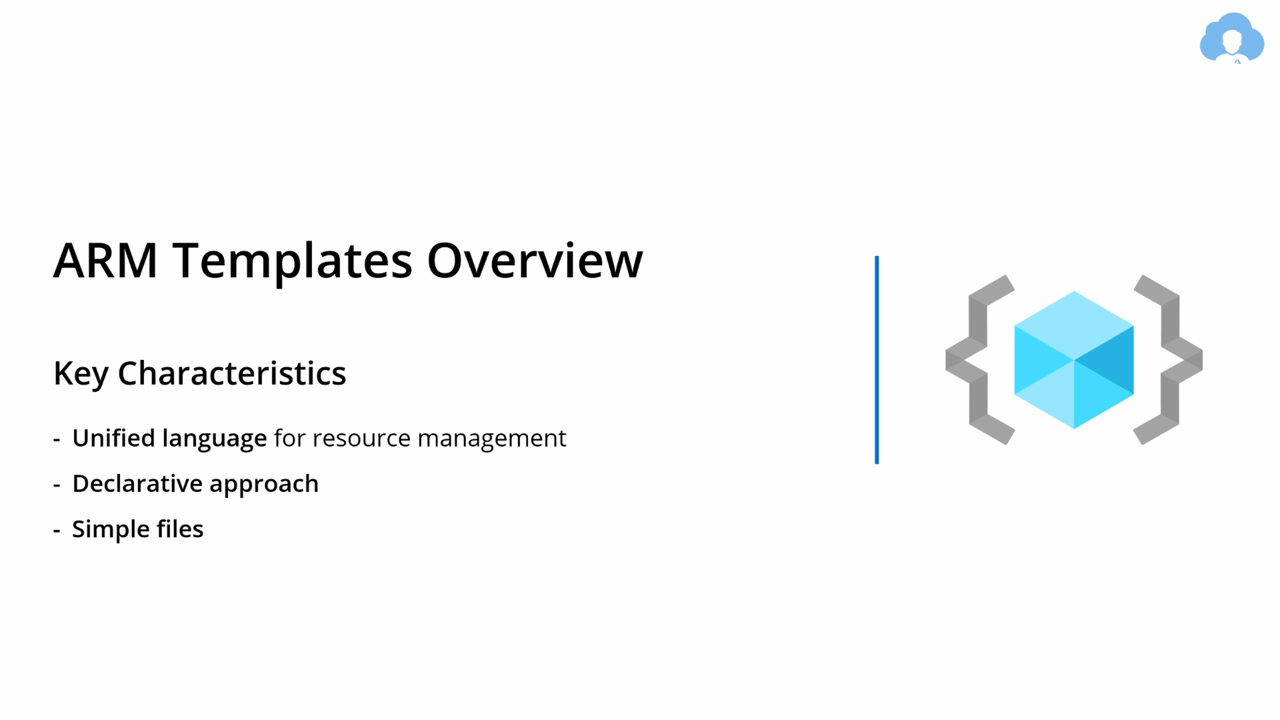 ARM Templates Overview
Key Characteristics
- Unified language for resource management
- Declarative approach
- Simple files